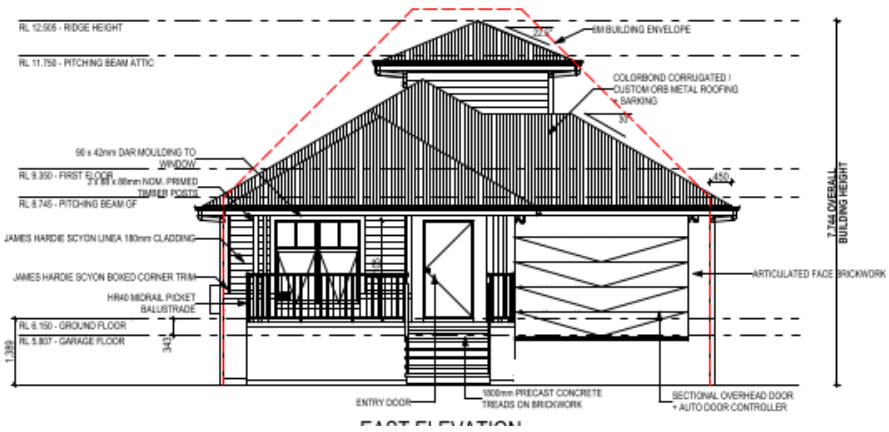 RL 12.505 - RIDGE HEIGHT
22.5°
8M BUILDING ENVELOPE
RL 11.750 - PITCHING BEAM ATTIC
COLORBOND CORRUGATED /
CUSTOM ORB METAL ROOFING
+ SARKING
30°
90 x 42mm DAR MOULDING TO
WINDOW
RL 9.350 - FIRST FLOOR
3 x 88 x 88mm NOM. PRIMED
TIMBER POSTS
450
RL 8.745 - PITCHING BEAM GF
7.744 OVERALL
BUILDING HEIGHT
JAMES HARDIE SCYON LINEA 180mm CLADDING
JAMES HARDIE SCYON BOXED CORNER TRIM
ARTICULATED FACE BRICKWORK
HR40 MIDRAIL PICKET
BALUSTRADE
RL 6.150 - GROUND FLOOR
RL 5.807 - GARAGE FLOOR
1,389
343
ENTRY DOOR
1800mm PRECAST CONCRETE
TREADS ON BRICKWORK
SECTIONAL OVERHEAD DOOR
+ AUTO DOOR CONTROLLER
EAST ELEVATION